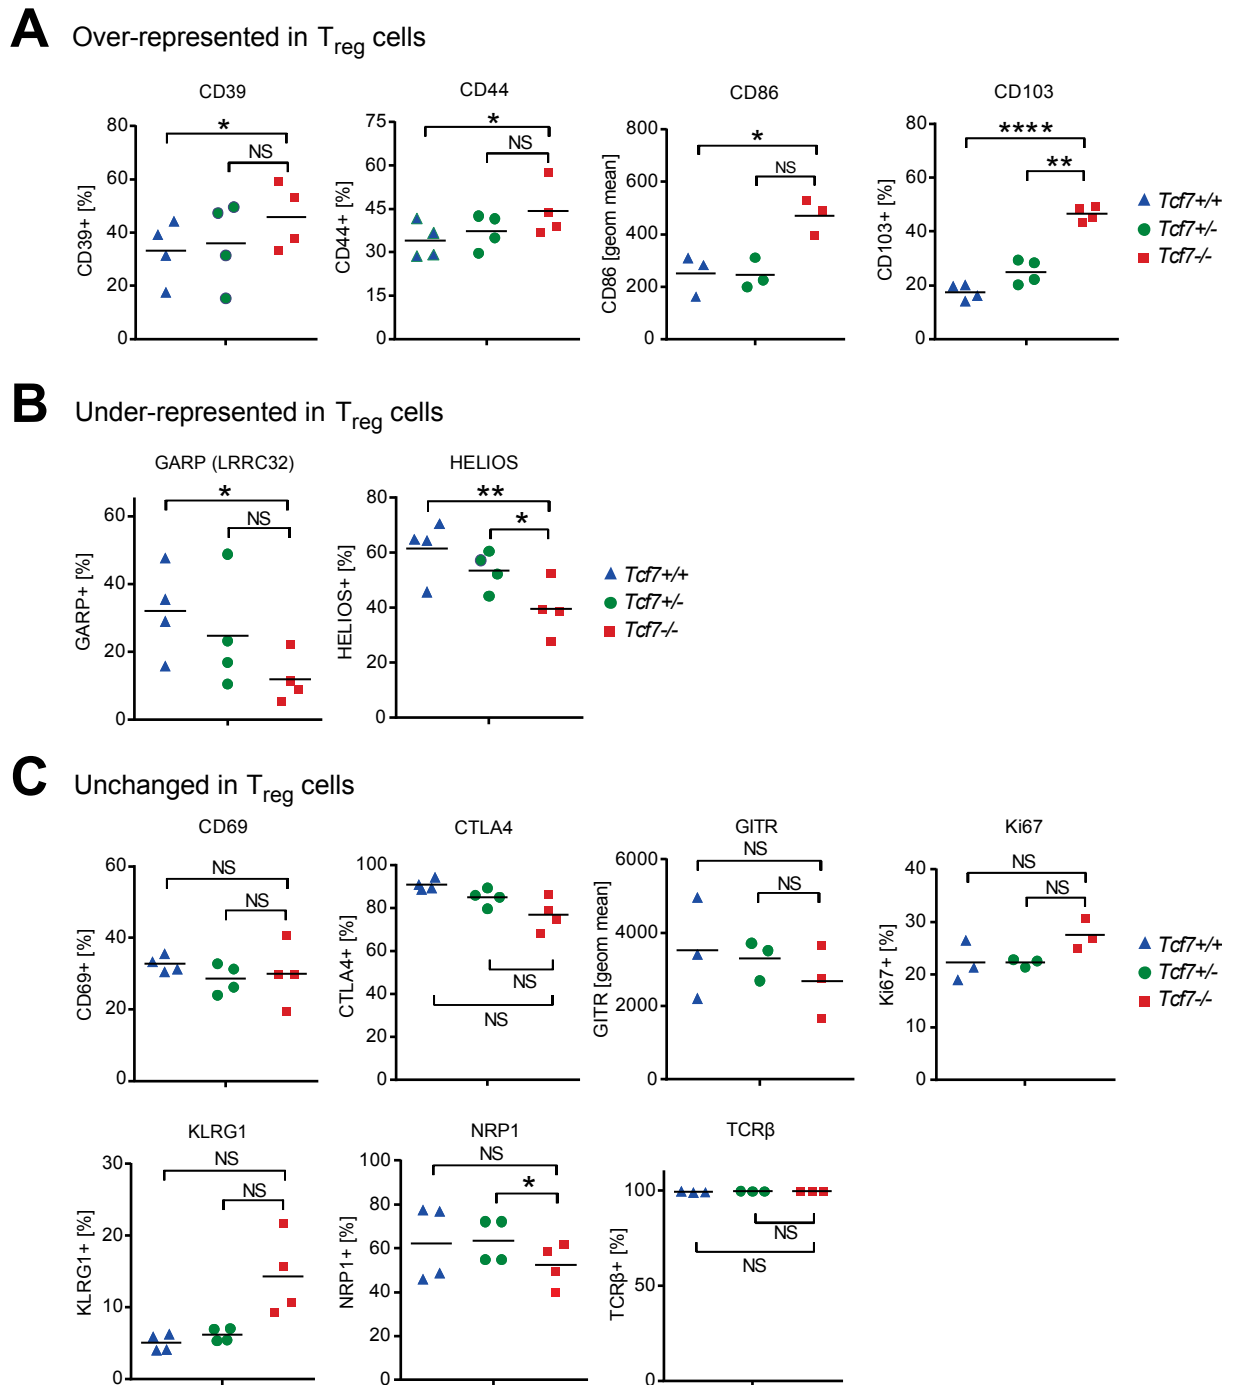 A Over-represented in Treg cells
CD39
CD39+ [%]
80
60
40
20
0
*
NS
CD44
CD44+ [%]
75
60
45
30
15
0
*
NS
CD86
CD86 [geom mean]
800
600
400
200
0
*
NS
CD103
CD103+ [%]
80
60
40
20
0
****
**
Tcf7+/+
Tcf7+/-
Tcf7-/-
B Under-represented in Treg cells
GARP (LRRC32)
GARP+ [%]
60
40
20
0
*
NS
HELIOS
HELIOS+ [%]
80
60
40
20
0
**
*
Tcf7+/+
Tcf7+/-
Tcf7-/-
C Unchanged in Treg cells
CD69
CD69+ [%]
60
40
20
0
NS
NS
CTLA4
CTLA4+ [%]
100
80
60
40
20
0
NS
NS
GITR
GITR [geom mean]
6000
4000
2000
0
NS
NS
Ki67
Ki67+ [%]
40
30
20
10
0
NS
NS
Tcf7+/+
Tcf7+/-
Tcf7-/-
KLRG1
KLRG1+ [%]
30
20
10
0
NS
NS
NRP1
NRP1+ [%]
100
80
60
40
20
0
NS
*
TCRβ
TCRβ+ [%]
100
50
0
NS
NS